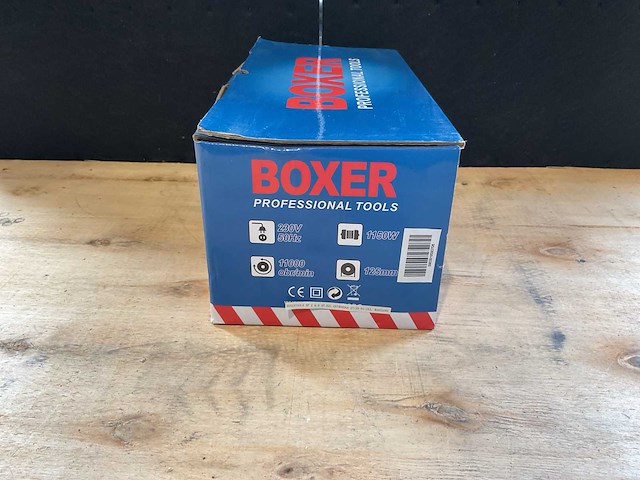 BOXER
PROFESSIONAL TOOLS
BOXER
PROFESSIONAL TOOLS
230V
50Hz
1150W
11000
obr/min
125mm
CE